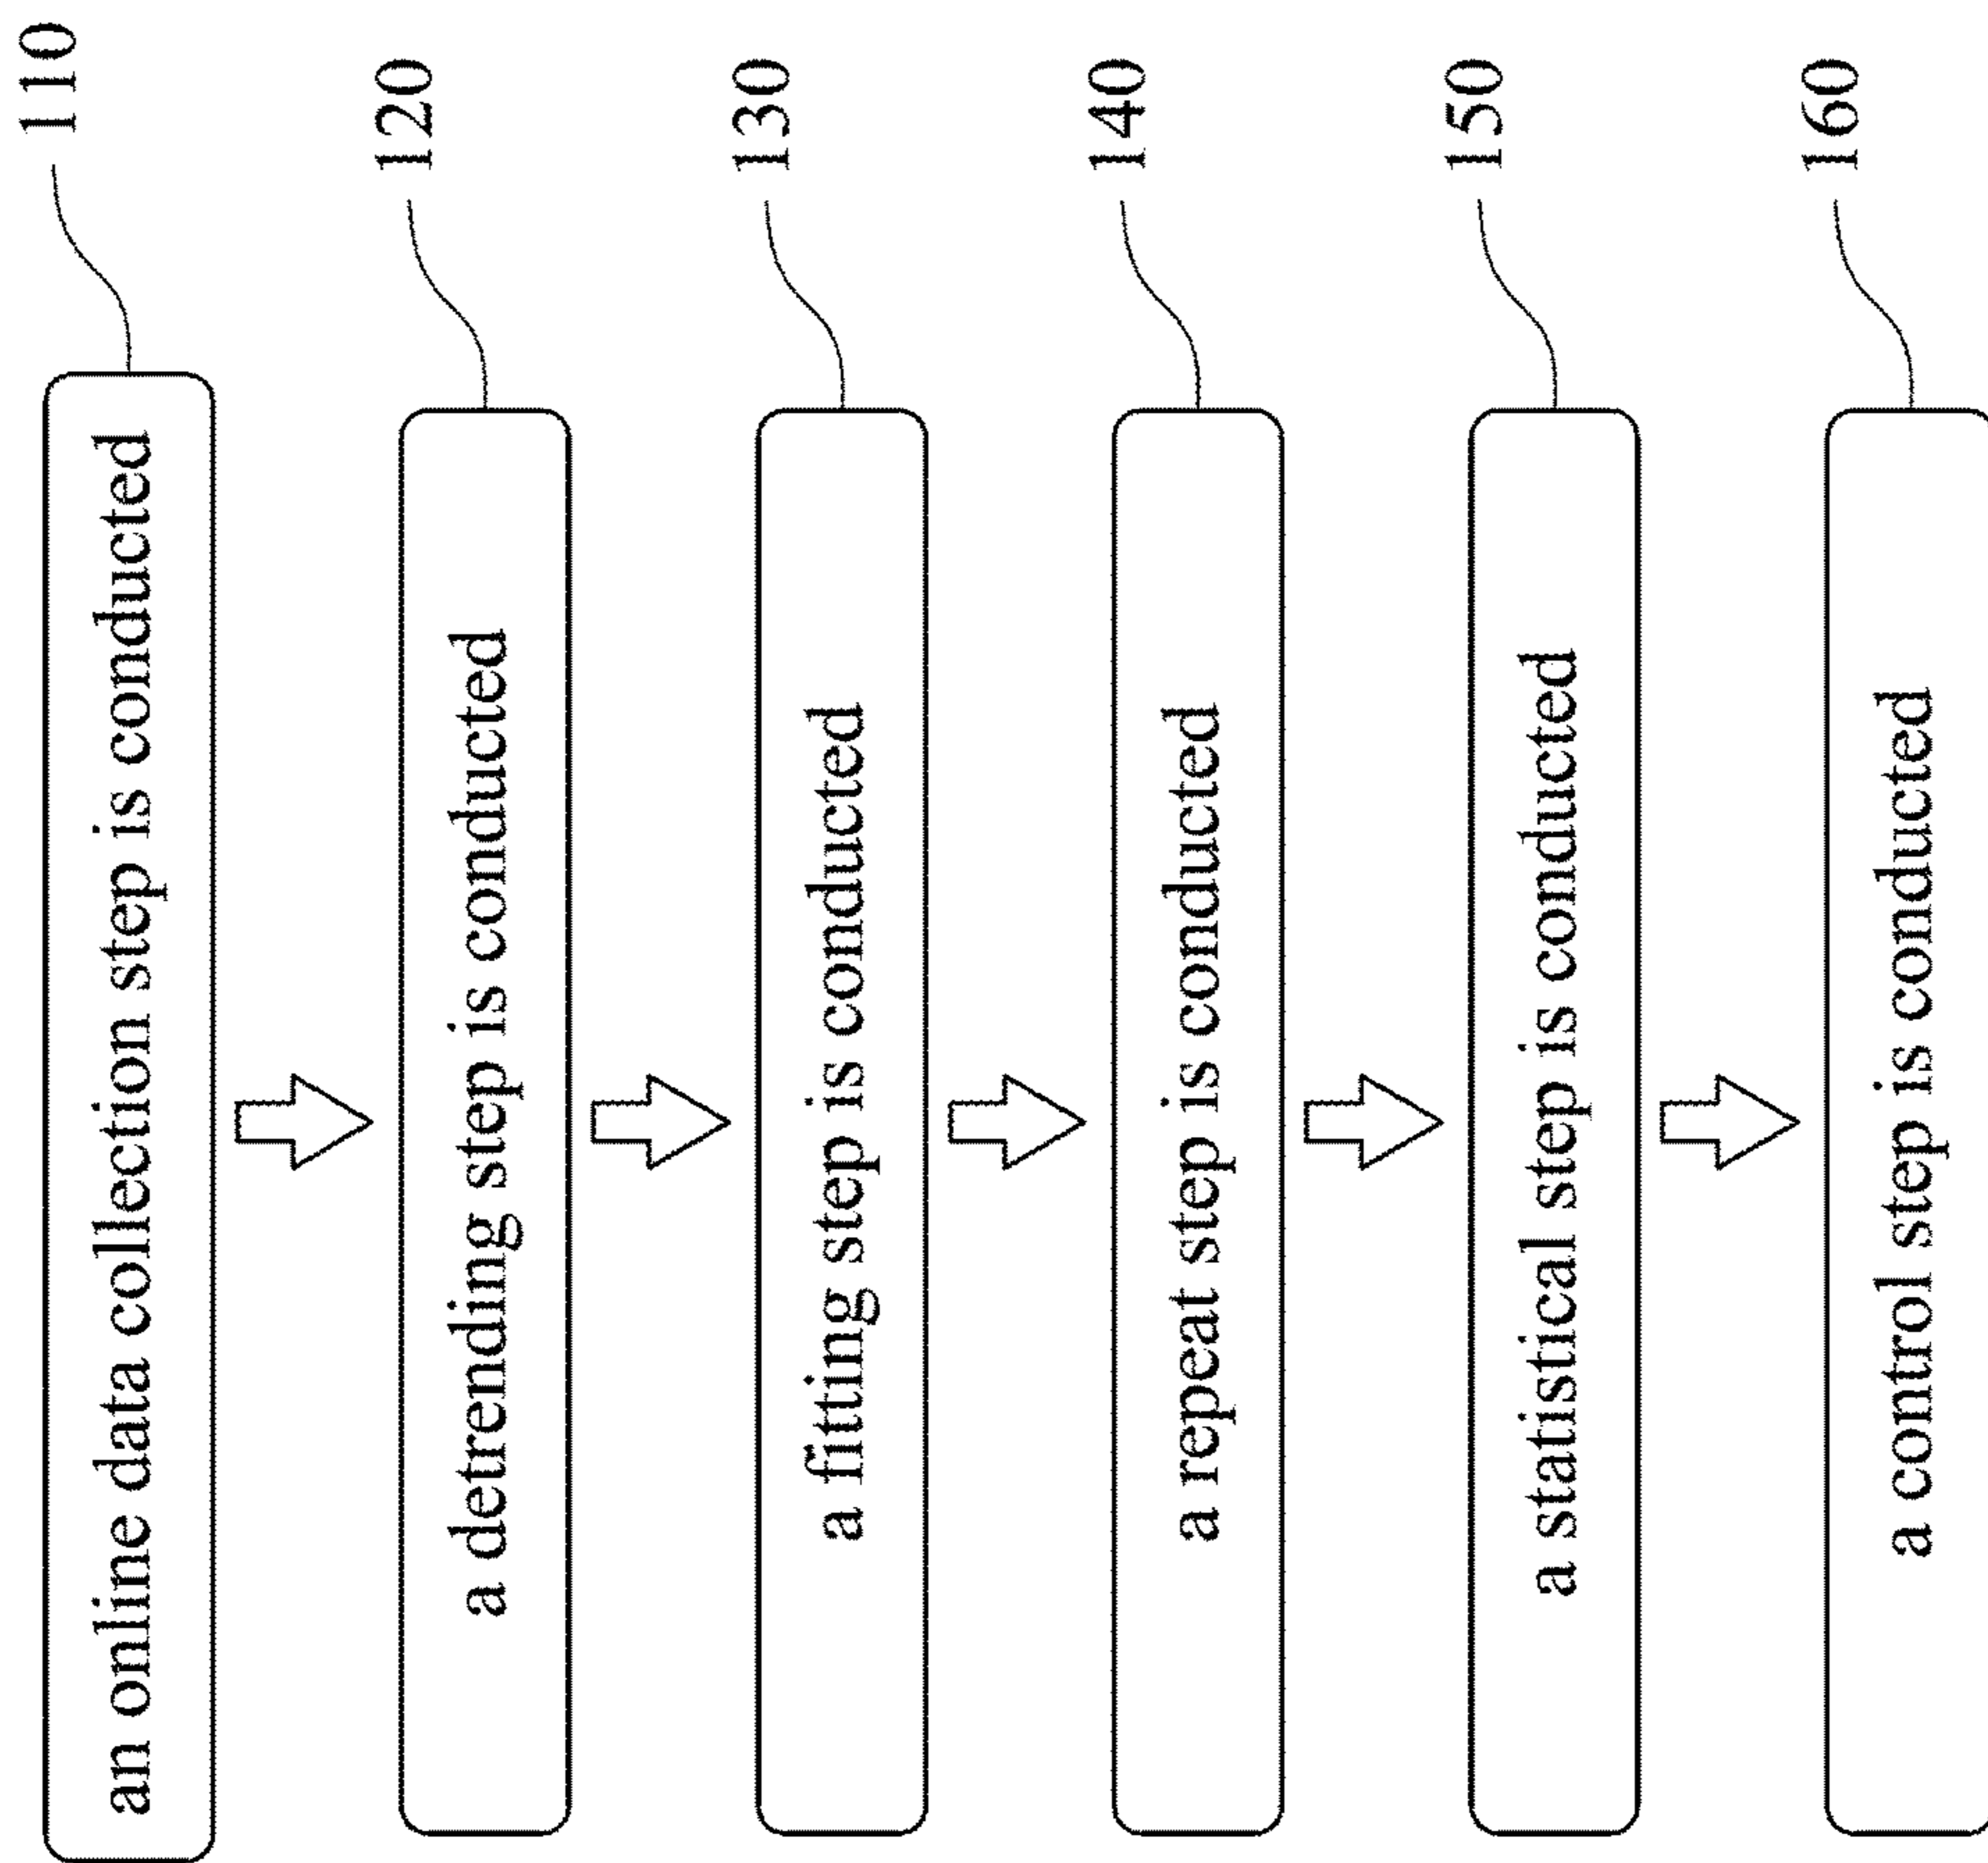 an online data collection step is conducted
110
a detrending step is conducted
120
a fitting step is conducted
130
a repeat step is conducted
140
a statistical step is conducted
150
a control step is conducted
160